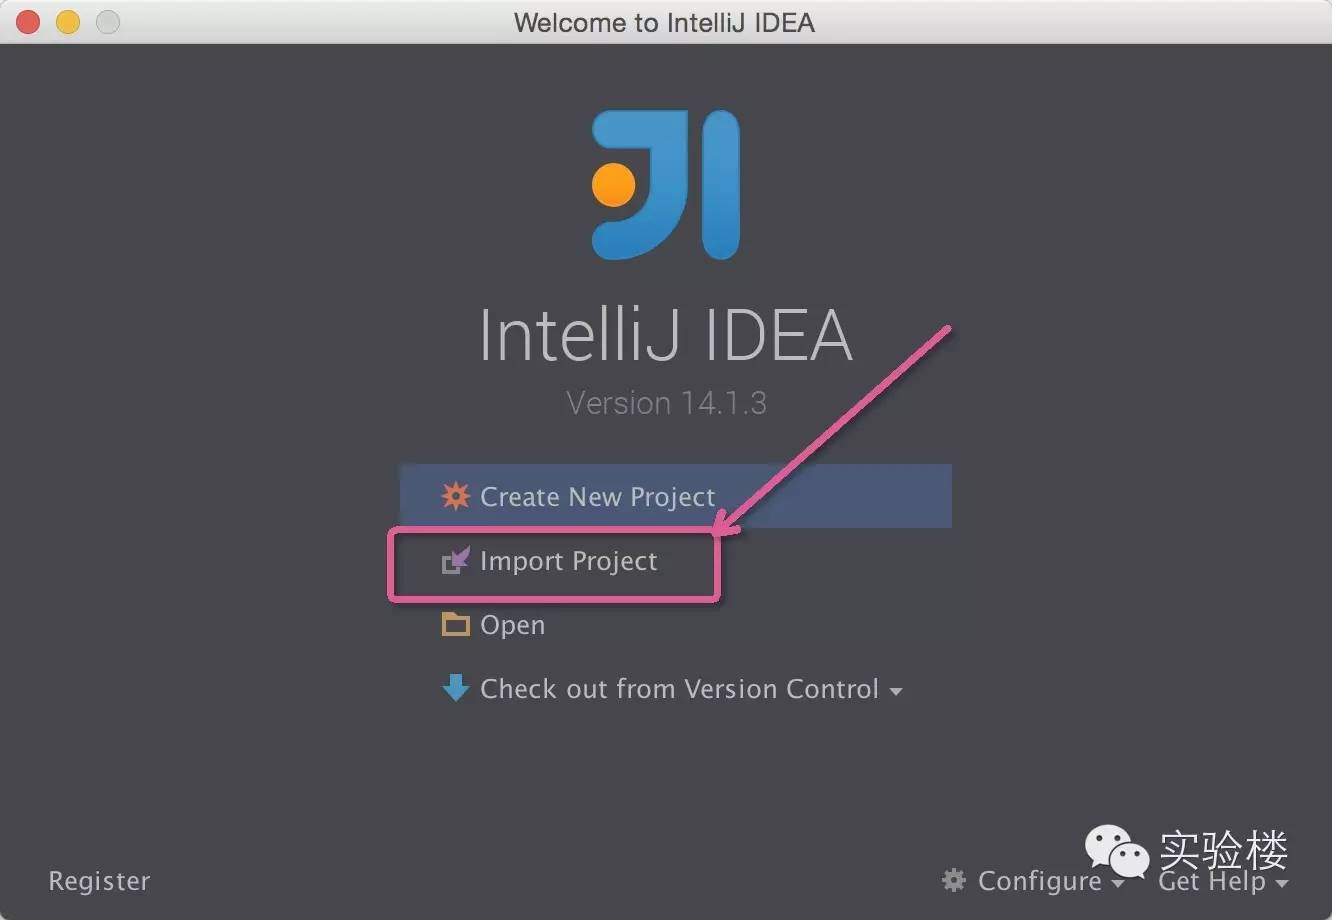 Welcome to IntelliJ IDEA
IntelliJ IDEA
Version 14.1.3
Create New Project
Import Project
Open
Check out from Version Control
实验楼
Register
Configure
Get Help